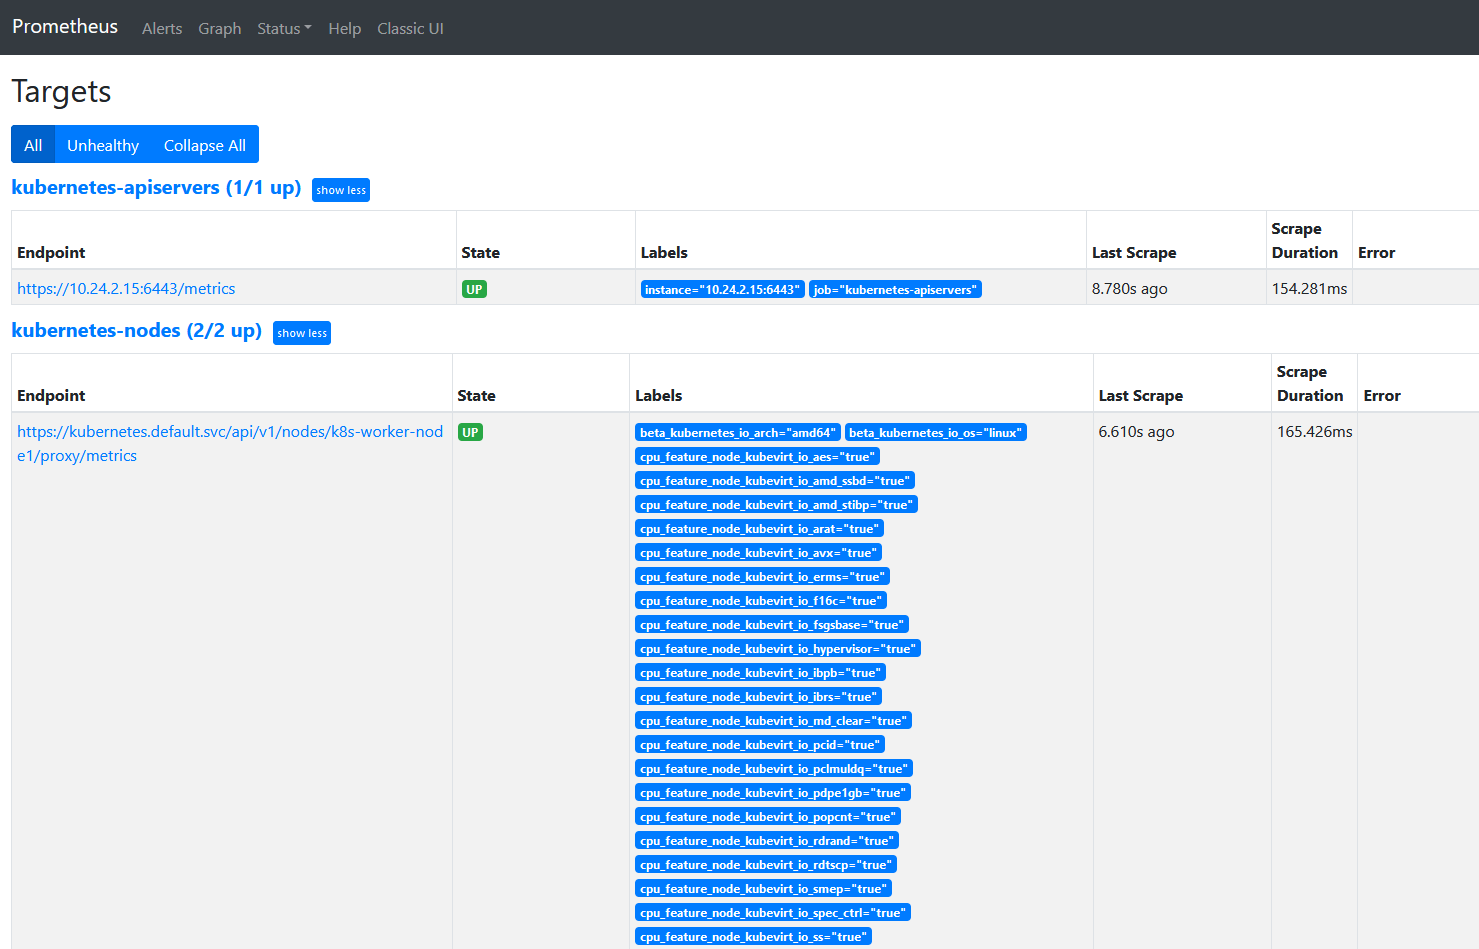 Prometheus Alerts Graph Status Help Classic UI
Targets
All Unhealthy Collapse All
kubernetes-apiservers (1/1 up) show less
Endpoint State Labels Last Scrape Scrape Duration Error
https://10.24.2.15:6443/metrics UP instance="10.24.2.15:6443" job="kubernetes-apiservers" 8.780s ago 154.281ms
kubernetes-nodes (2/2 up) show less
Endpoint State Labels Last Scrape Scrape Duration Error
https://kubernetes.default.svc/api/v1/nodes/k8s-worker-nod UP beta_kubernetes_io_arch="amd64" beta_kubernetes_io_os="linux" 6.610s ago 165.426ms
e1/proxy/metrics cpu_feature_node_kubevirt_io_aes="true"
cpu_feature_node_kubevirt_io_amd_ssbd="true"
cpu_feature_node_kubevirt_io_amd_stibp="true"
cpu_feature_node_kubevirt_io_arat="true"
cpu_feature_node_kubevirt_io_avx="true"
cpu_feature_node_kubevirt_io_erms="true"
cpu_feature_node_kubevirt_io_f16c="true"
cpu_feature_node_kubevirt_io_fsgsbase="true"
cpu_feature_node_kubevirt_io_hypervisor="true"
cpu_feature_node_kubevirt_io_ibpb="true"
cpu_feature_node_kubevirt_io_ibrs="true"
cpu_feature_node_kubevirt_io_md_clear="true"
cpu_feature_node_kubevirt_io_pcid="true"
cpu_feature_node_kubevirt_io_pclmuldq="true"
cpu_feature_node_kubevirt_io_pdpe1gb="true"
cpu_feature_node_kubevirt_io_popcnt="true"
cpu_feature_node_kubevirt_io_rdrand="true"
cpu_feature_node_kubevirt_io_rdtscp="true"
cpu_feature_node_kubevirt_io_smep="true"
cpu_feature_node_kubevirt_io_spec_ctrl="true"
cpu_feature_node_kubevirt_io_ss="true"